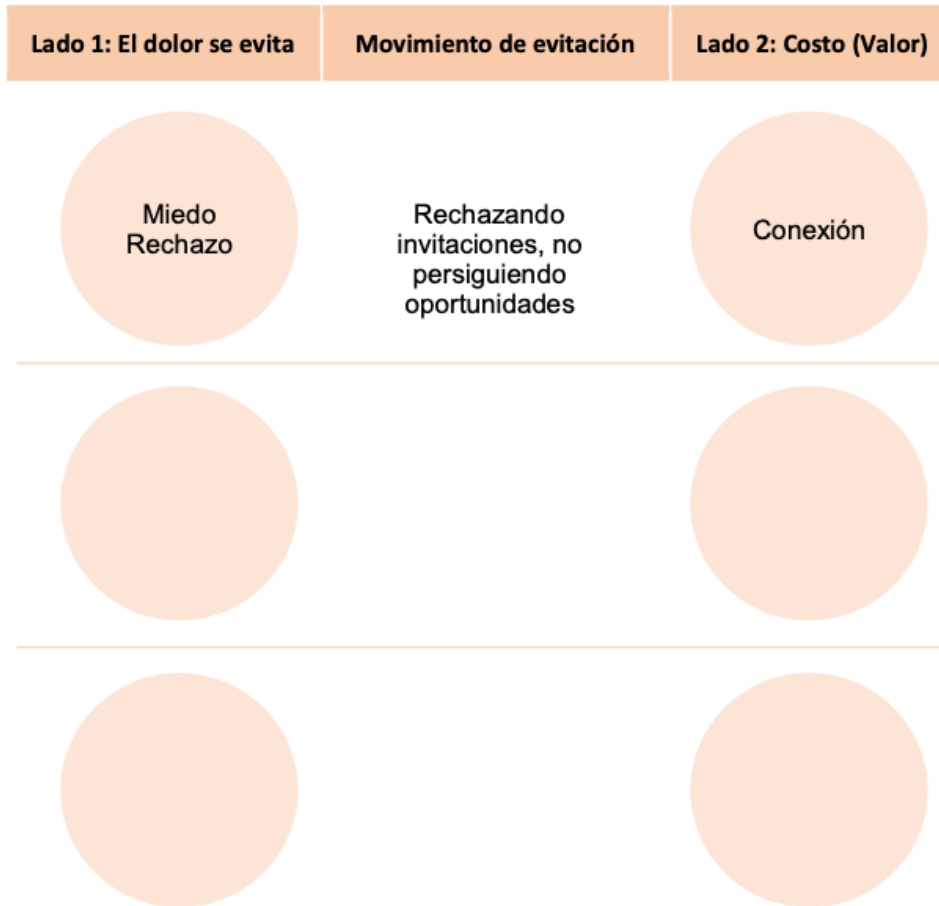 Lado 1: El dolor se evita
Movimiento de evitación
Lado 2: Costo (Valor)
Miedo
Rechazo
Rechazando
invitaciones, no
persiguiendo
oportunidades
Conexión